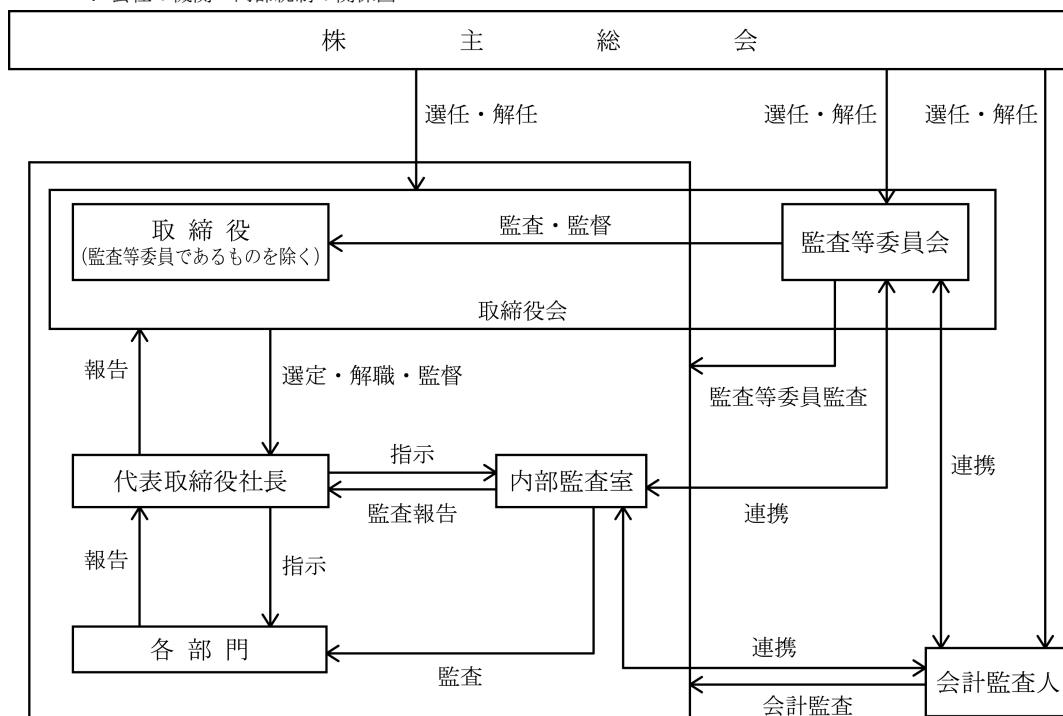 株主総会
選任・解任
選任・解任
選任・解任
取締役
(監査等委員であるものを除く)
監査・監督
監査等委員会
取締役会
報告
選定・解職・監督
監査等委員監査
代表取締役社長
指示
監査報告
内部監査室
連携
連携
報告
指示
各部門
監査
連携
会計監査
会計監査人